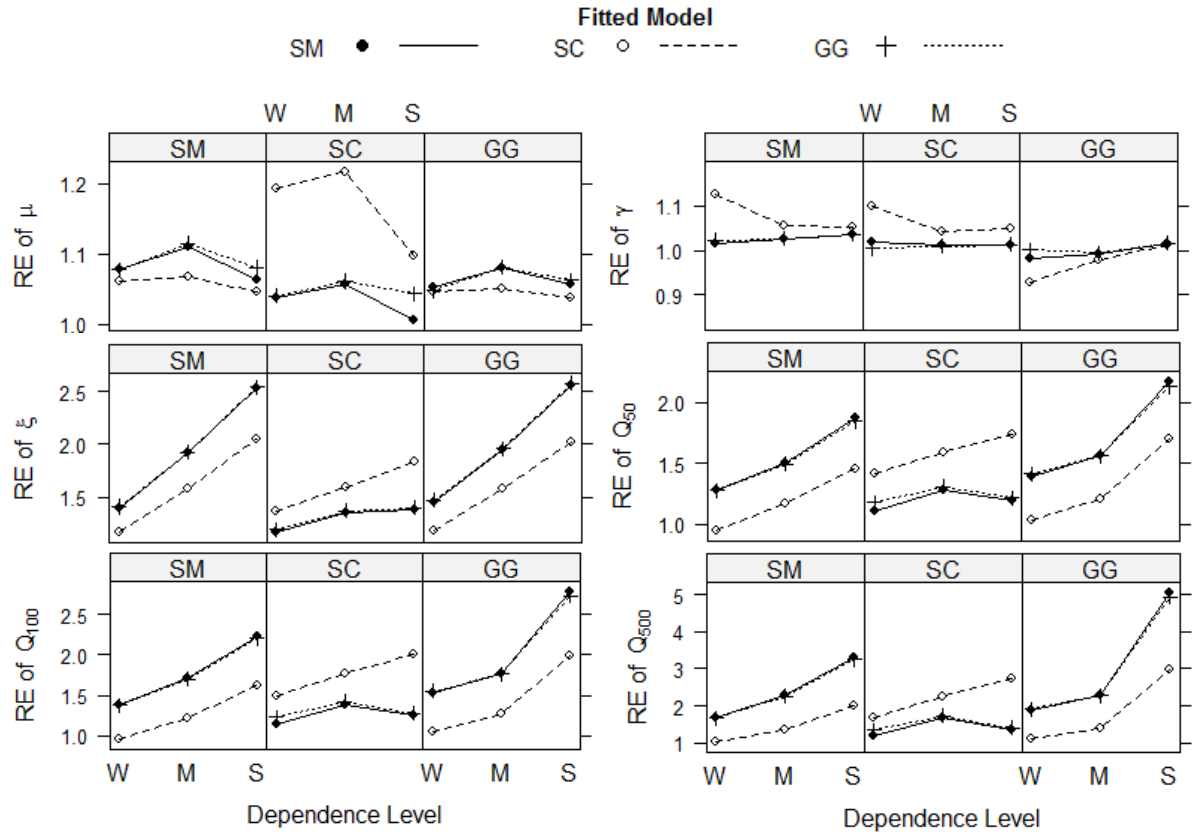 Fitted Model
SM SC GG
W M S
SM SC GG
RE of μ
1.2
1.1
1.0
W M S
SM SC GG
RE of γ
1.1
1.0
0.9
SM SC GG
RE of ξ
2.5
2.0
1.5
SM SC GG
RE of Q50
2.0
1.5
1.0
SM SC GG
RE of Q100
2.5
2.0
1.5
1.0
W M S W M S
Dependence Level
SM SC GG
RE of Q500
5
4
3
2
1
W M S W M S
Dependence Level